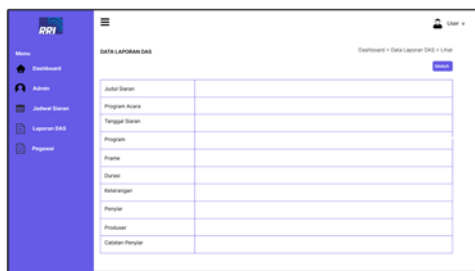 RRI
User v
Menu
DATA LAPORAN DAS
Dashboard > Data Laporan DAS > Lihat
Dashboard
Unduh
Admin
Jadwal Siaran
Laporan DAS
Pegawai
Judul Siaran
Program Acara
Tanggal Siaran
Program
Frame
Durasi
Keterangan
Penyiar
Produser
Catatan Penyiar